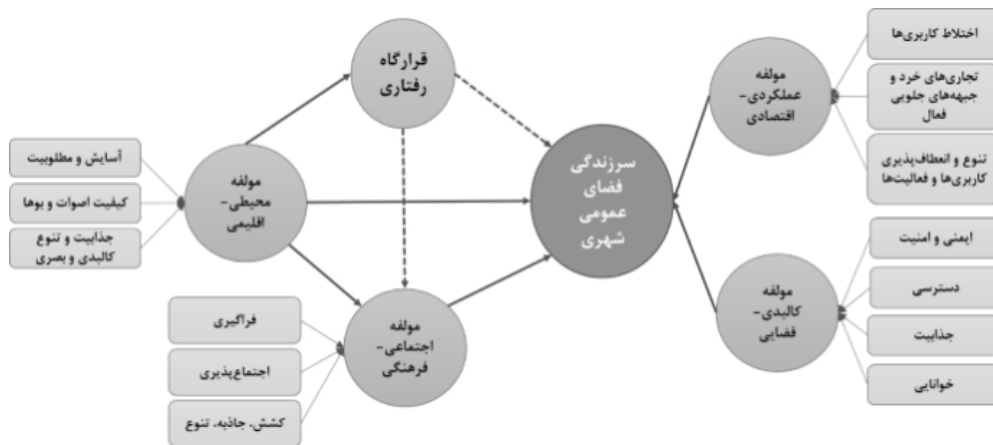 قرارگاه
رفتاری
مولفه
عملکردی-
اقتصادی
اختلاط کاربری‌ها
تجاری‌های خرد و
جبهه‌های جلویی
فعال
تنوع و انعطاف‌پذیری
کاربری‌ها و فعالیت‌ها
سرزندگی
فضای
عمومی
شهری
مولفه
محیطی-
اقلیمی
آسایش و مطلوبیت
کیفیت اصوات و بوها
جذابیت و تنوع
کالبدی و بصری
مولفه
کالبدی-
فضایی
ایمنی و امنیت
دسترسی
جذابیت
خوانایی
مولفه
اجتماعی-
فرهنگی
فراگیری
اجتماع‌پذیری
کشش، جاذبه، تنوع